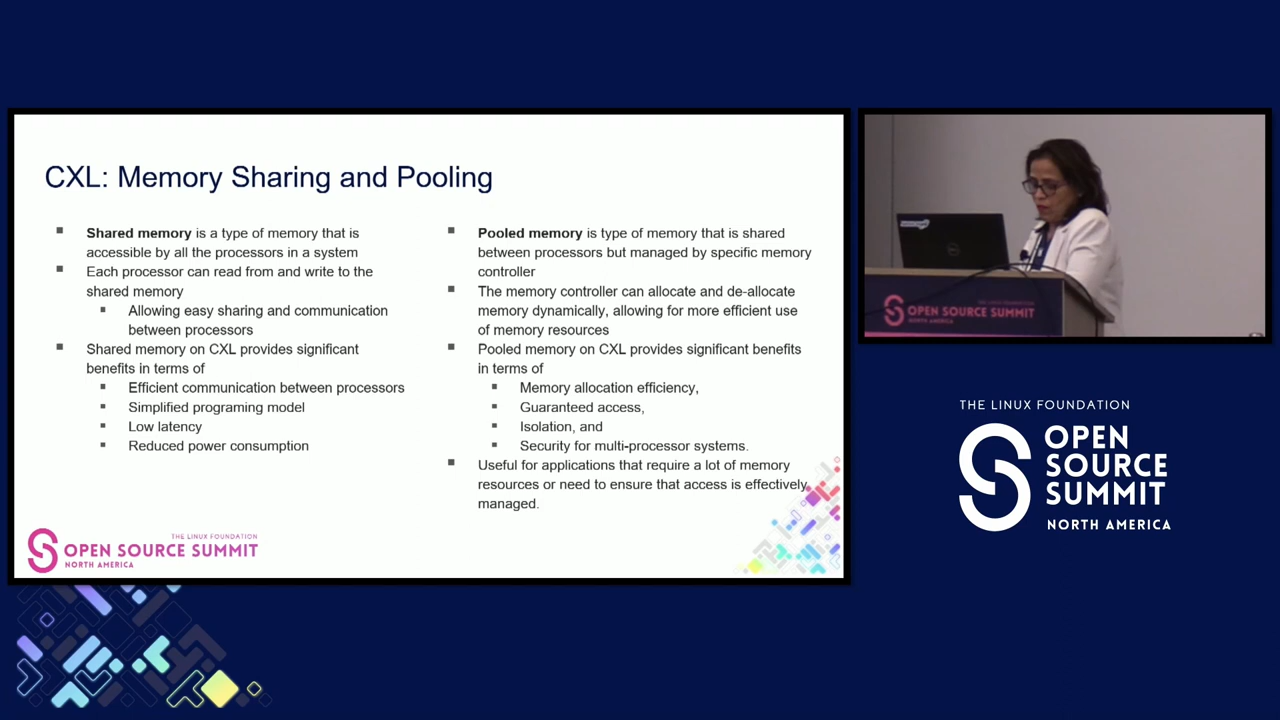 CXL: Memory Sharing and Pooling
Shared memory is a type of memory that is
accessible by all the processors in a system
Each processor can read from and write to the
shared memory
Allowing easy sharing and communication
between processors
Shared memory on CXL provides significant
benefits in terms of
Efficient communication between processors
Simplified programing model
Low latency
Reduced power consumption
Pooled memory is type of memory that is shared
between processors but managed by specific memory
controller
The memory controller can allocate and de-allocate
memory dynamically, allowing for more efficient use
of memory resources
Pooled memory on CXL provides significant benefits
in terms of
Memory allocation efficiency,
Guaranteed access,
Isolation, and
Security for multi-processor systems.
Useful for applications that require a lot of memory
resources or need to ensure that access is effectively
managed.
THE LINUX FOUNDATION
OPEN SOURCE SUMMIT
NORTH AMERICA
THE LINUX FOUNDATION
OPEN SOURCE SUMMIT
NORTH AMERICA
THE LINUX FOUNDATION
OPEN
SOURCE
SUMMIT
NORTH AMERICA